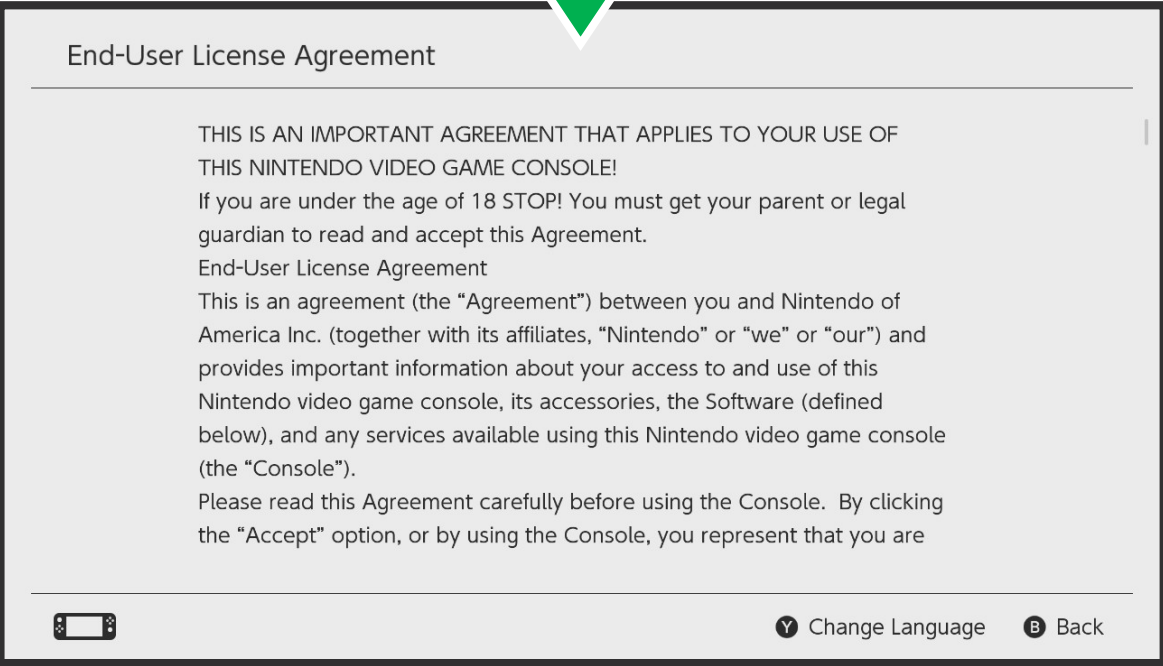 End-User License Agreement
THIS IS AN IMPORTANT AGREEMENT THAT APPLIES TO YOUR USE OF
THIS NINTENDO VIDEO GAME CONSOLE!
If you are under the age of 18 STOP! You must get your parent or legal
guardian to read and accept this Agreement.
End-User License Agreement
This is an agreement (the “Agreement”) between you and Nintendo of
America Inc. (together with its affiliates, “Nintendo” or “we” or “our”) and
provides important information about your access to and use of this
Nintendo video game console, its accessories, the Software (defined
below), and any services available using this Nintendo video game console
(the “Console”).
Please read this Agreement carefully before using the Console.  By clicking
the “Accept” option, or by using the Console, you represent that you are
Y Change Language B Back